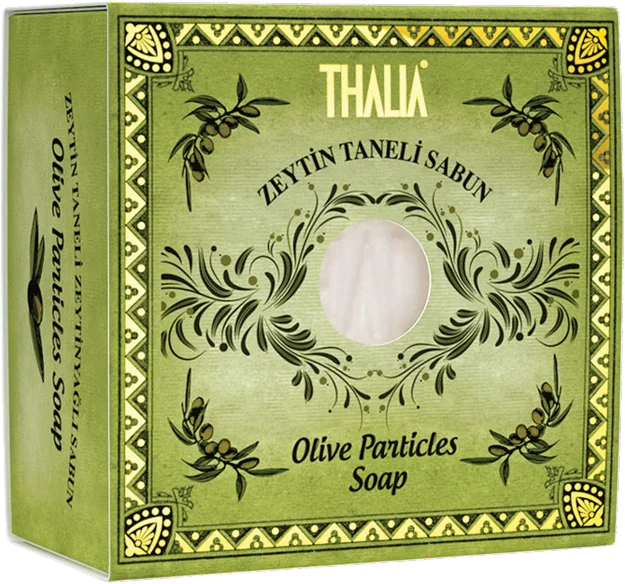 THALIA
ZEYTİN TANELİ SABUN
Olive Particles
Soap
ZEYTİN TANELİ ZEYTİNYAĞLI SABUN
Olive Particles Soap